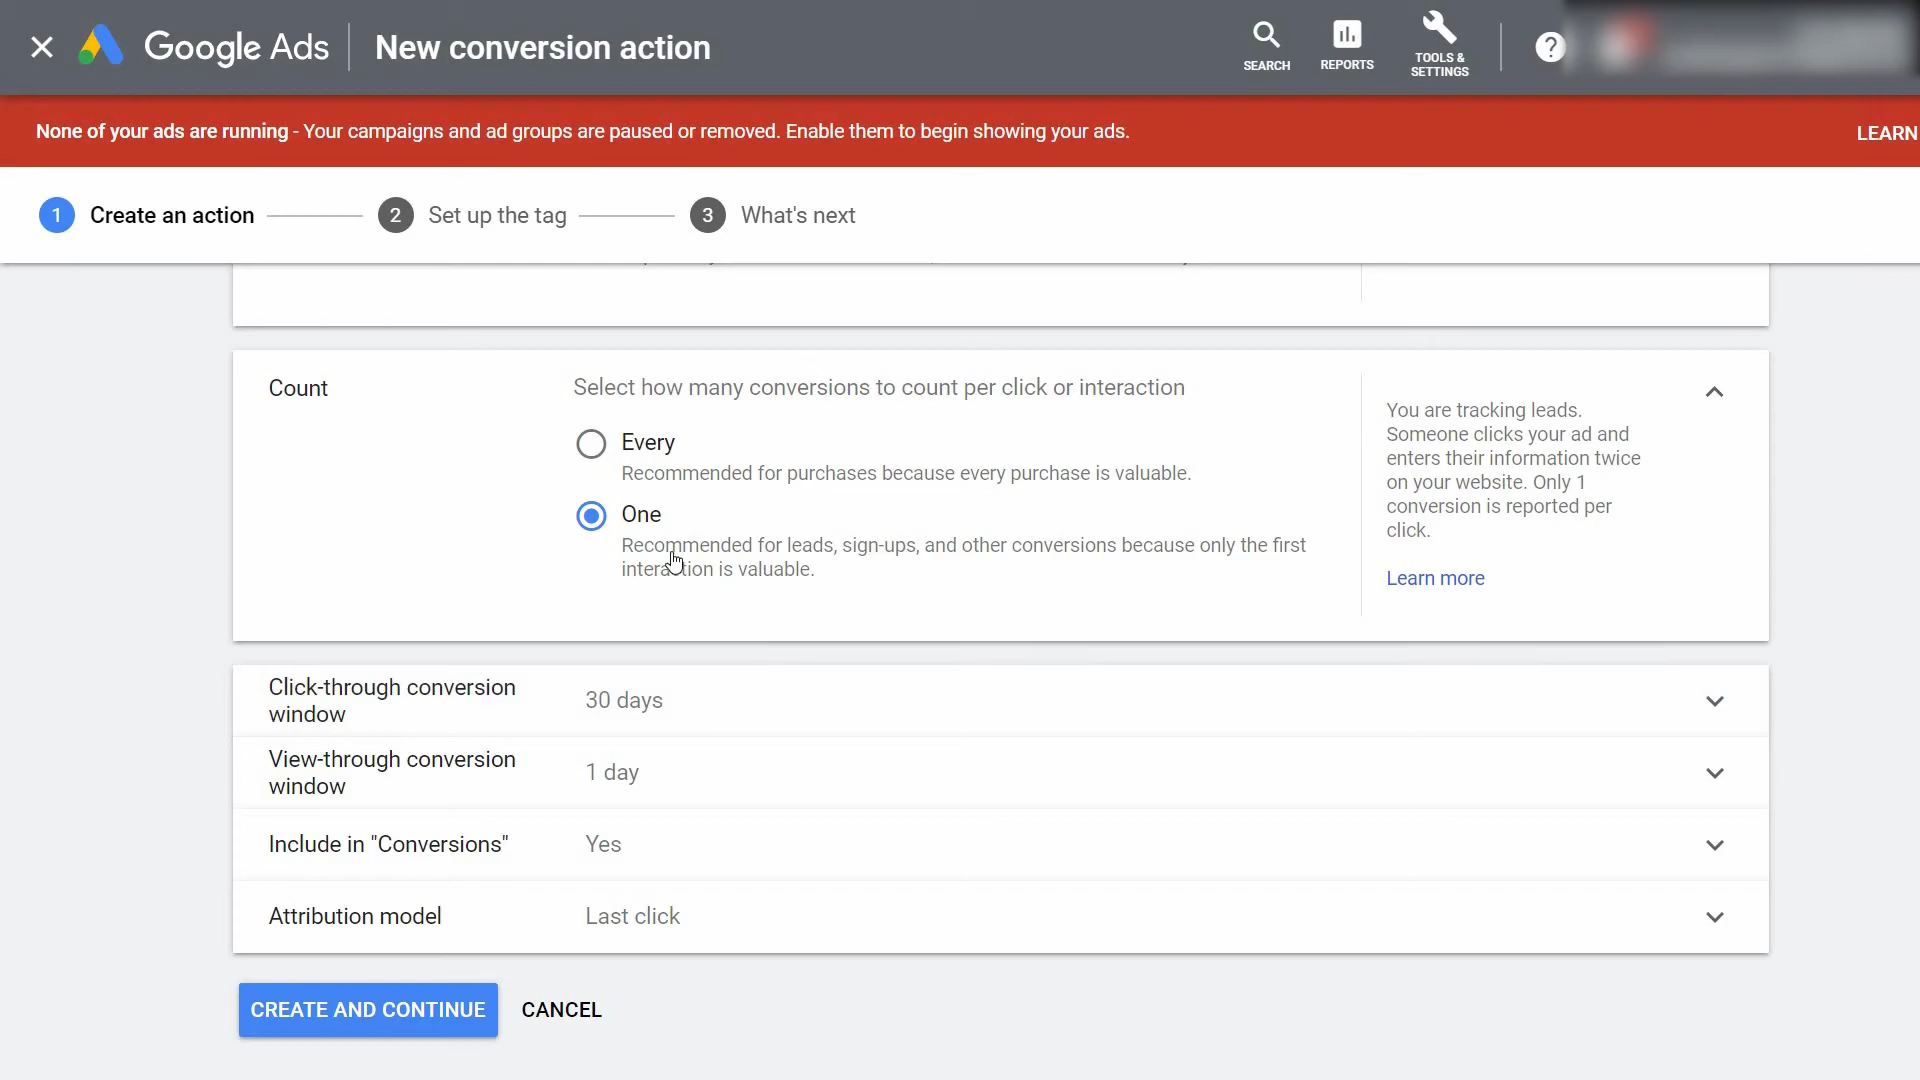 Google Ads
New conversion action
SEARCH
REPORTS
TOOLS &
SETTINGS
?
None of your ads are running - Your campaigns and ad groups are paused or removed. Enable them to begin showing your ads.
LEARN
1 Create an action
2 Set up the tag
3 What's next
Count
Select how many conversions to count per click or interaction
Every
Recommended for purchases because every purchase is valuable.
One
Recommended for leads, sign-ups, and other conversions because only the first
interaction is valuable.
You are tracking leads.
Someone clicks your ad and
enters their information twice
on your website. Only 1
conversion is reported per
click.
Learn more
Click-through conversion
window
30 days
View-through conversion
window
1 day
Include in "Conversions"
Yes
Attribution model
Last click
CREATE AND CONTINUE
CANCEL